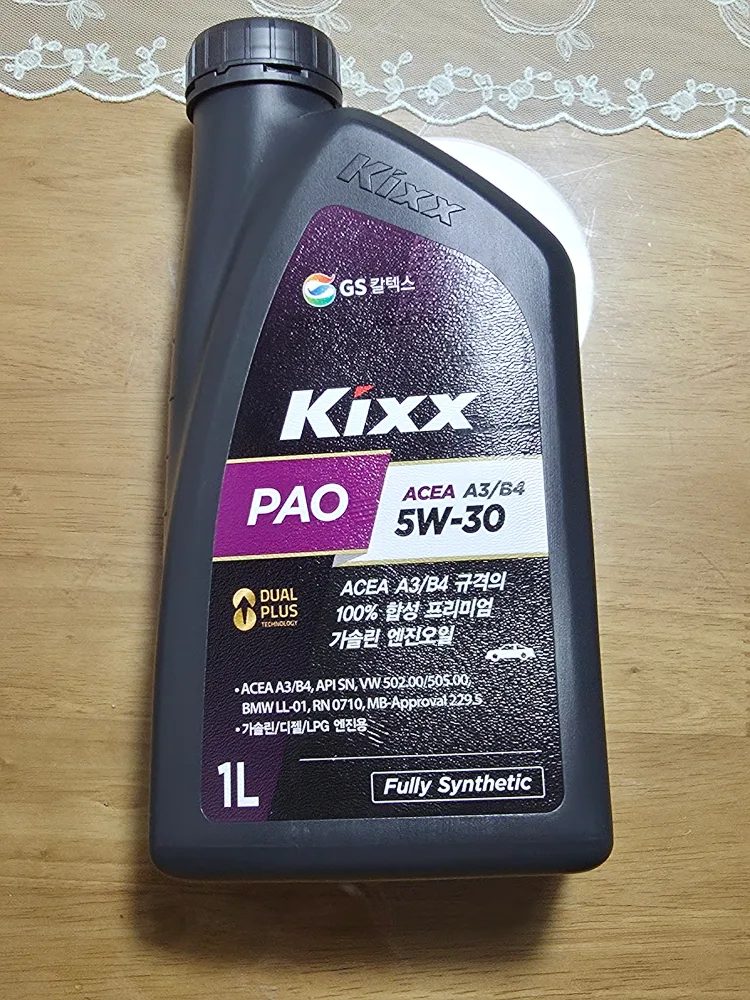 Kixx
GS 칼텍스
Kixx
PAO
ACEA A3/B4
5W-30
DUAL
PLUS
TECHNOLOGY
ACEA A3/B4 규격의
100% 합성 프리미엄
가솔린 엔진오일
• ACEA A3/B4, API SN, VW 502.00/505.00,
BMW LL-01, RN 0710, MB-Approval 229.5
• 가솔린/디젤/LPG 엔진용
1L
Fully Synthetic